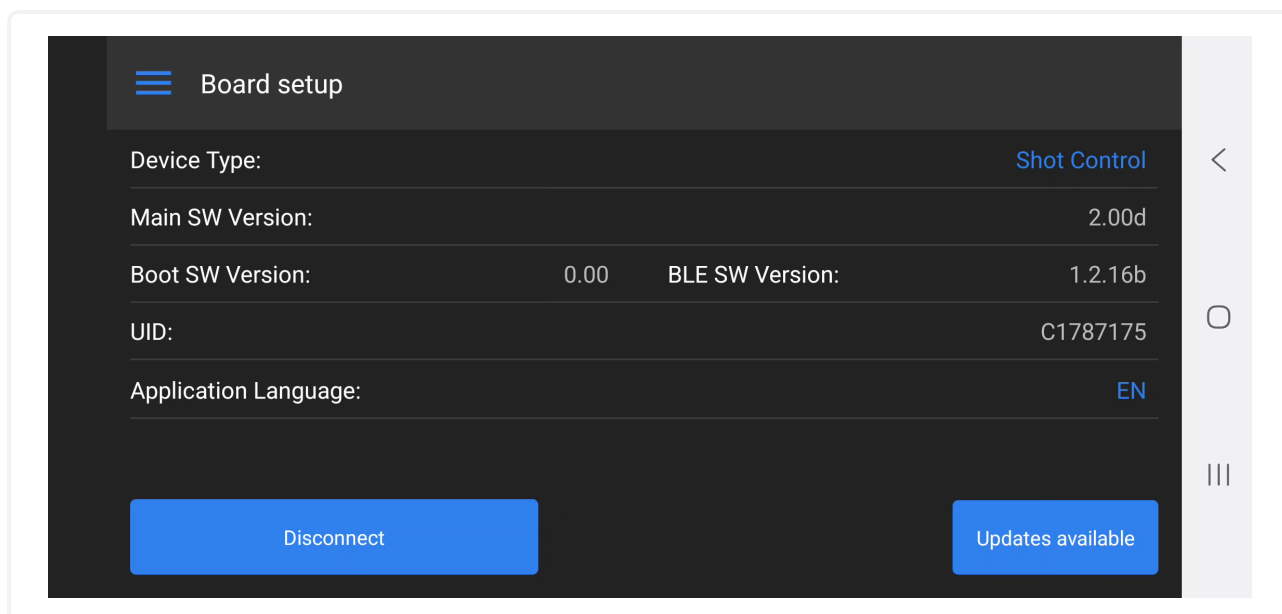 Board setup
Device Type: Shot Control
Main SW Version: 2.00d
Boot SW Version: 0.00 BLE SW Version: 1.2.16b
UID: C1787175
Application Language: EN
Disconnect Updates available